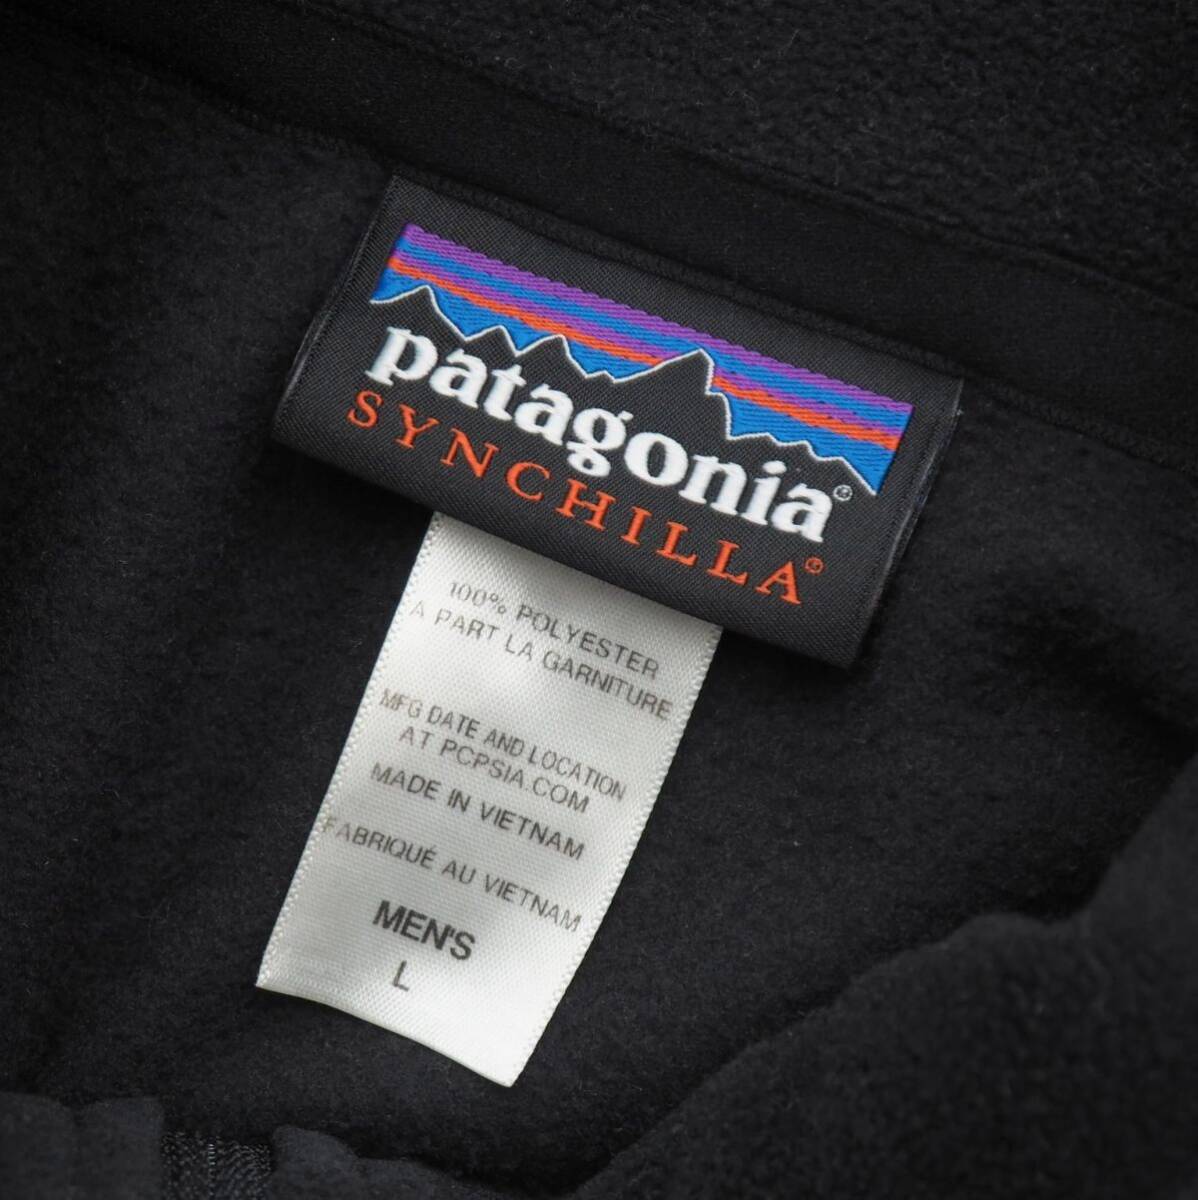 patagonia®
SYNCHILLA®
100% POLYESTER
A PART LA GARNITURE
MFG DATE AND LOCATION
AT PCPSIA.COM
MADE IN VIETNAM
FABRIQUÉ AU VIETNAM
MEN'S
L